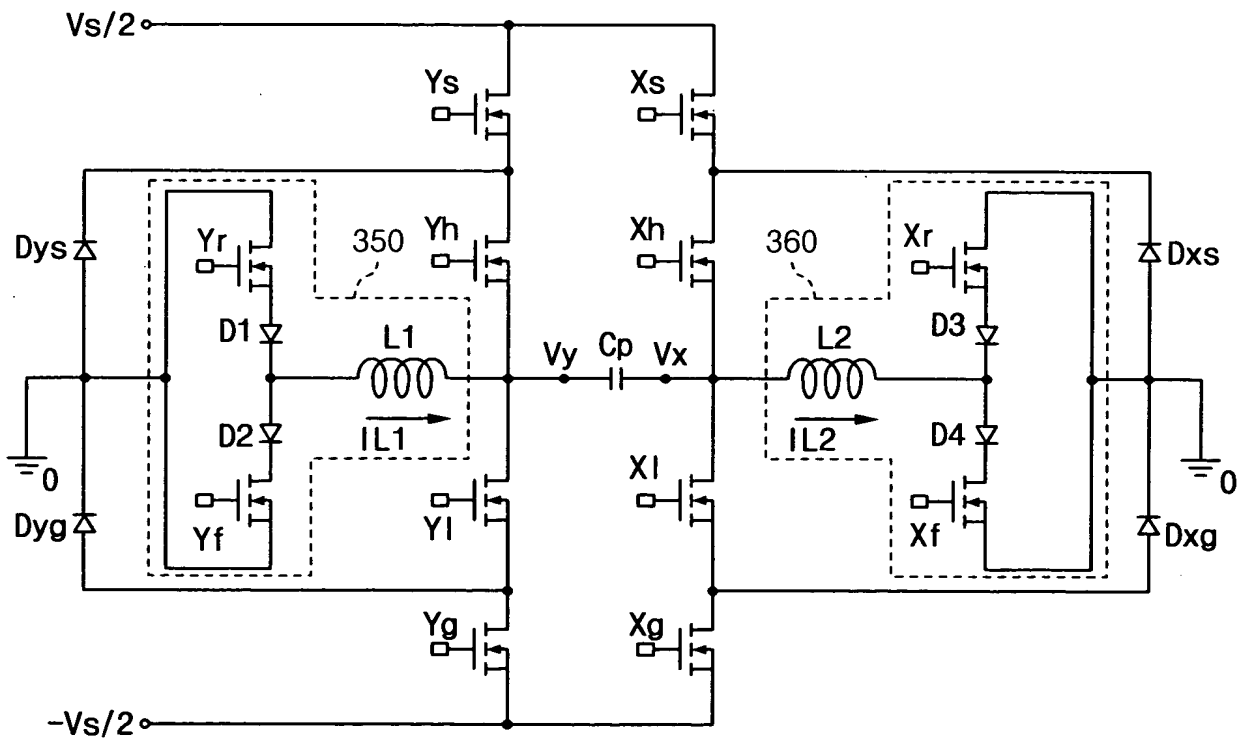 Vs/2
Ys
Xs
Dys
Yr
350
Yh
Xh
360
Xr
Dxs
D1
L1
Vy
Cp
Vx
L2
D3
D2
IL1
IL2
D4
0
Yl
Xl
0
Dyg
Yf
Xf
Dxg
Yg
Xg
-Vs/2